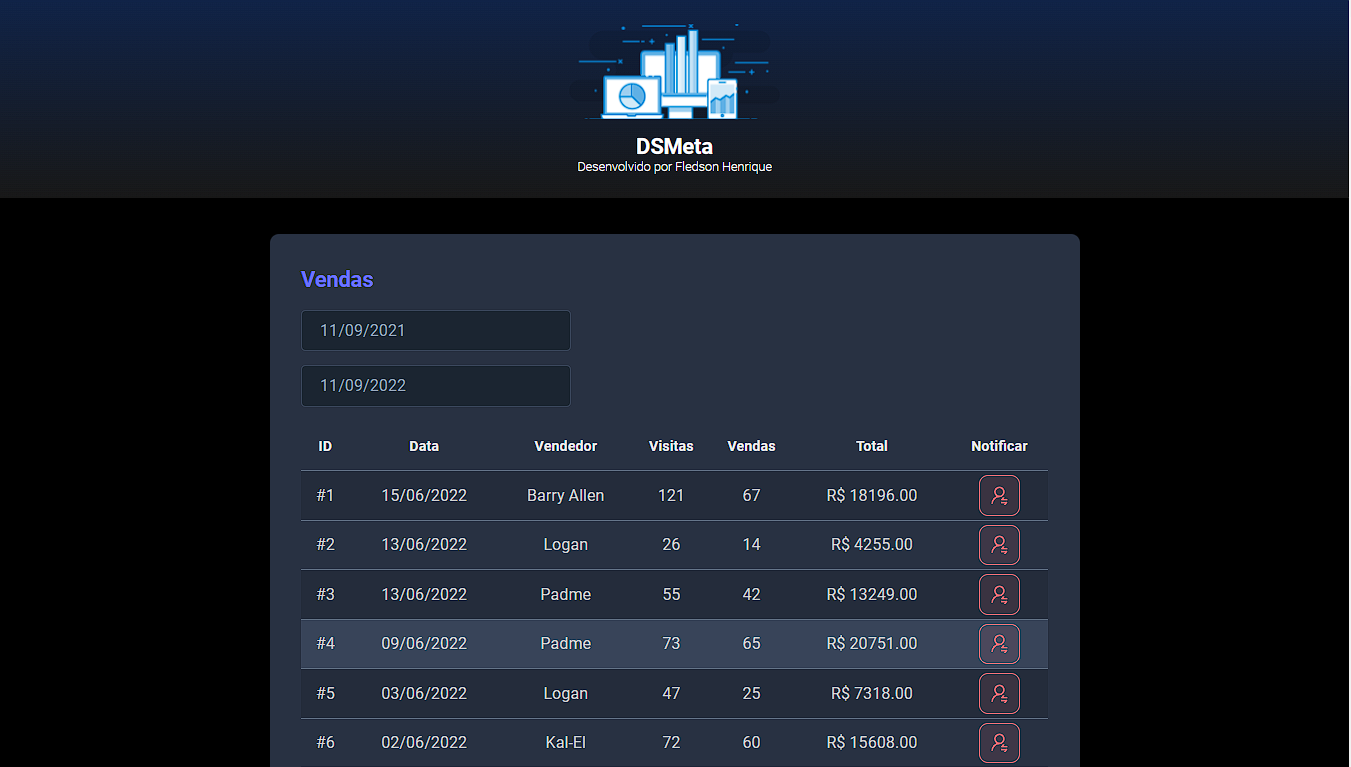 DSMeta
Desenvolvido por Fledson Henrique
Vendas
11/09/2021
11/09/2022
ID Data Vendedor Visitas Vendas Total Notificar
#1 15/06/2022 Barry Allen 121 67 R$ 18196.00
#2 13/06/2022 Logan 26 14 R$ 4255.00
#3 13/06/2022 Padme 55 42 R$ 13249.00
#4 09/06/2022 Padme 73 65 R$ 20751.00
#5 03/06/2022 Logan 47 25 R$ 7318.00
#6 02/06/2022 Kal-El 72 60 R$ 15608.00